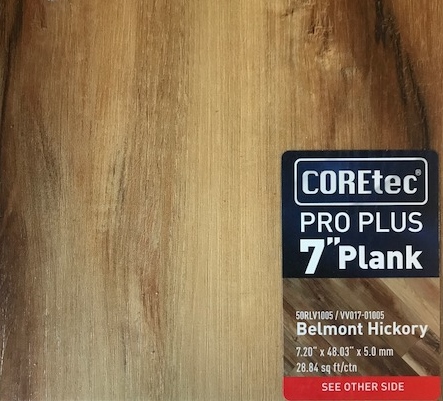 COREtec®
PRO PLUS
7" Plank
50RLV1005 / VV017-01005
Belmont Hickory
7.20" x 48.03" x 5.0 mm
28.84 sq ft/ctn
SEE OTHER SIDE